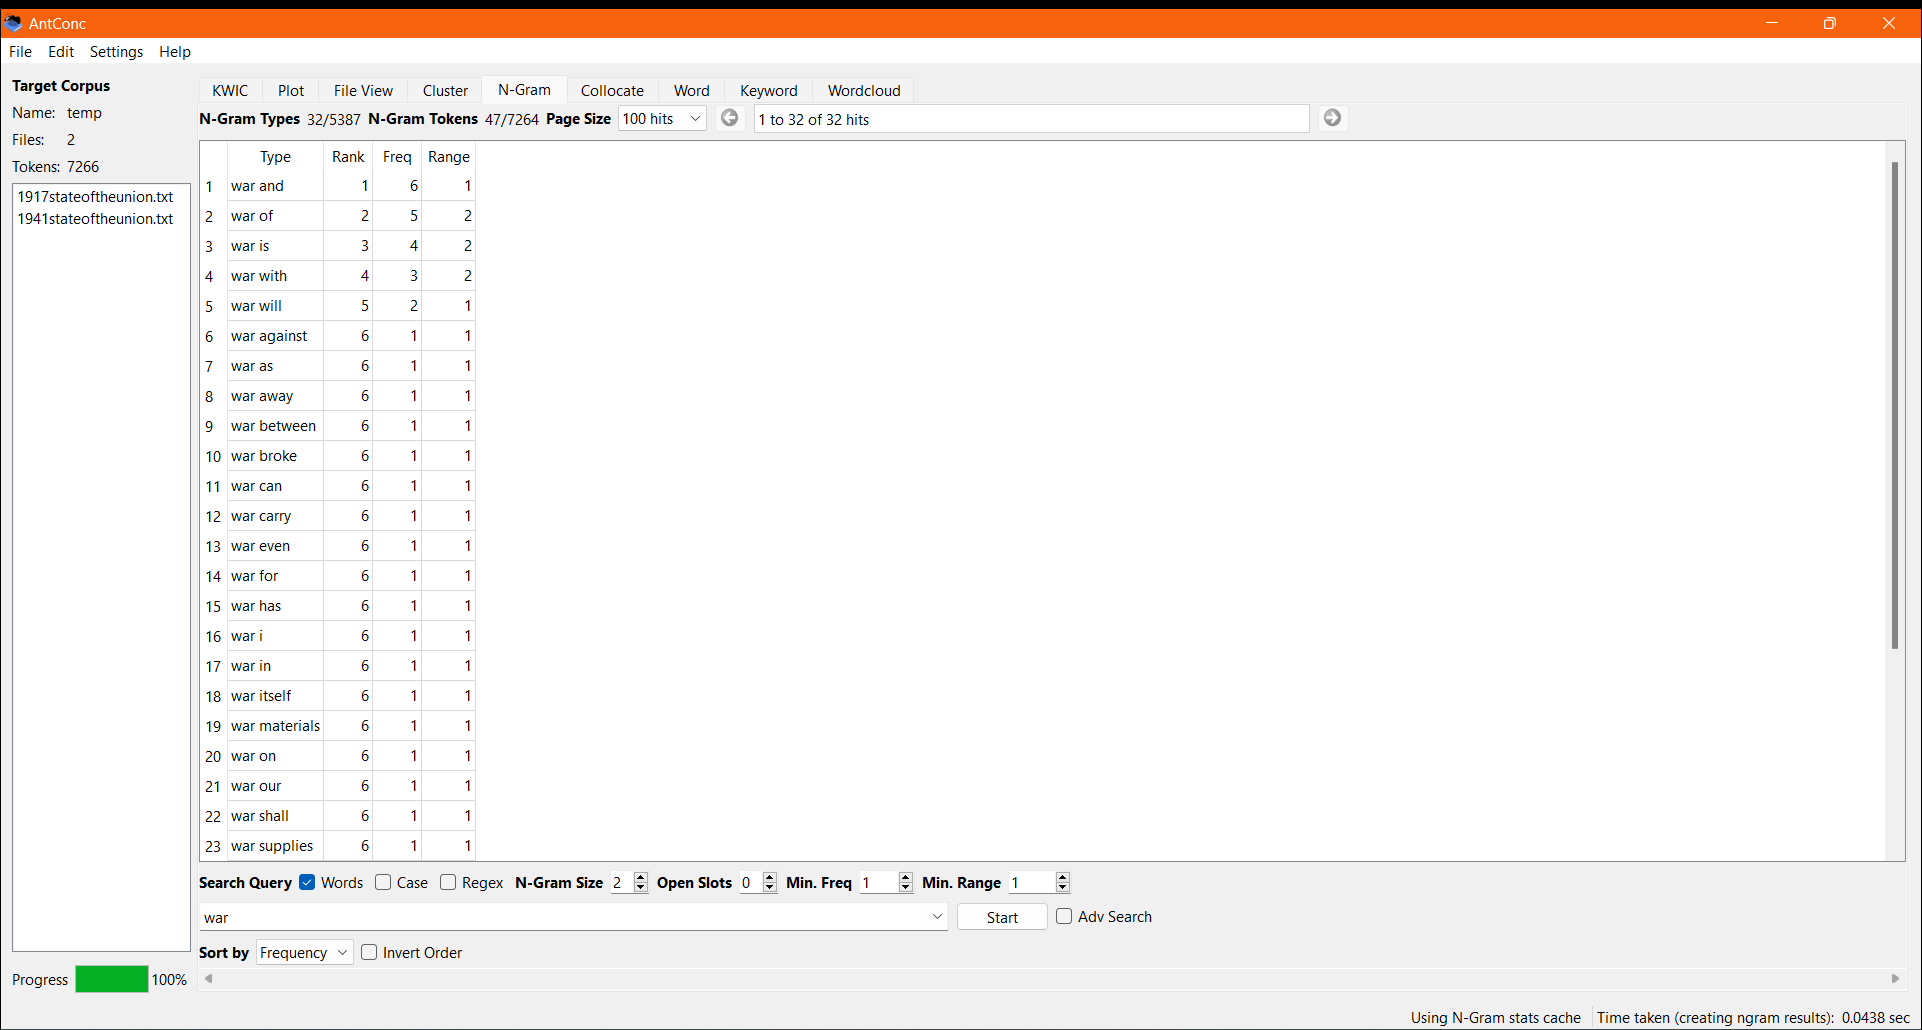 AntConc
File Edit Settings Help
Target Corpus
Name: temp
Files: 2
Tokens: 7266
1917stateoftheunion.txt
1941stateoftheunion.txt
Progress 100%
KWIC Plot File View Cluster N-Gram Collocate Word Keyword Wordcloud
N-Gram Types 32/5387 N-Gram Tokens 47/7264 Page Size 100 hits 1 to 32 of 32 hits
Type Rank Freq Range
1 war and 1 6 1
2 war of 2 5 2
3 war is 3 4 2
4 war with 4 3 2
5 war will 5 2 1
6 war against 6 1 1
7 war as 6 1 1
8 war away 6 1 1
9 war between 6 1 1
10 war broke 6 1 1
11 war can 6 1 1
12 war carry 6 1 1
13 war even 6 1 1
14 war for 6 1 1
15 war has 6 1 1
16 war i 6 1 1
17 war in 6 1 1
18 war itself 6 1 1
19 war materials 6 1 1
20 war on 6 1 1
21 war our 6 1 1
22 war shall 6 1 1
23 war supplies 6 1 1
Search Query Words Case Regex N-Gram Size 2 Open Slots 0 Min. Freq 1 Min. Range 1
war Start Adv Search
Sort by Frequency Invert Order
Using N-Gram stats cache Time taken (creating ngram results): 0.0438 sec